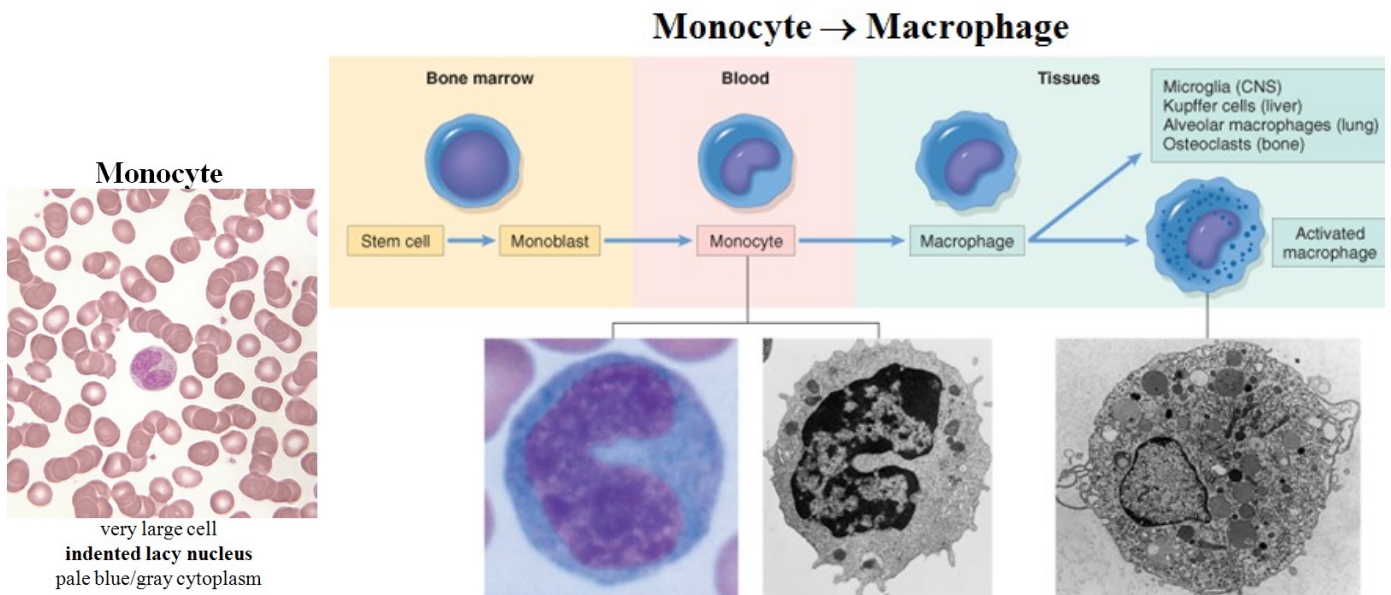 Monocyte → Macrophage
Bone marrow
Blood
Tissues
Microglia (CNS)
Kupffer cells (liver)
Alveolar macrophages (lung)
Osteoclasts (bone)
Stem cell
Monoblast
Monocyte
Macrophage
Activated
macrophage
Monocyte
very large cell
indented lacy nucleus
pale blue/gray cytoplasm